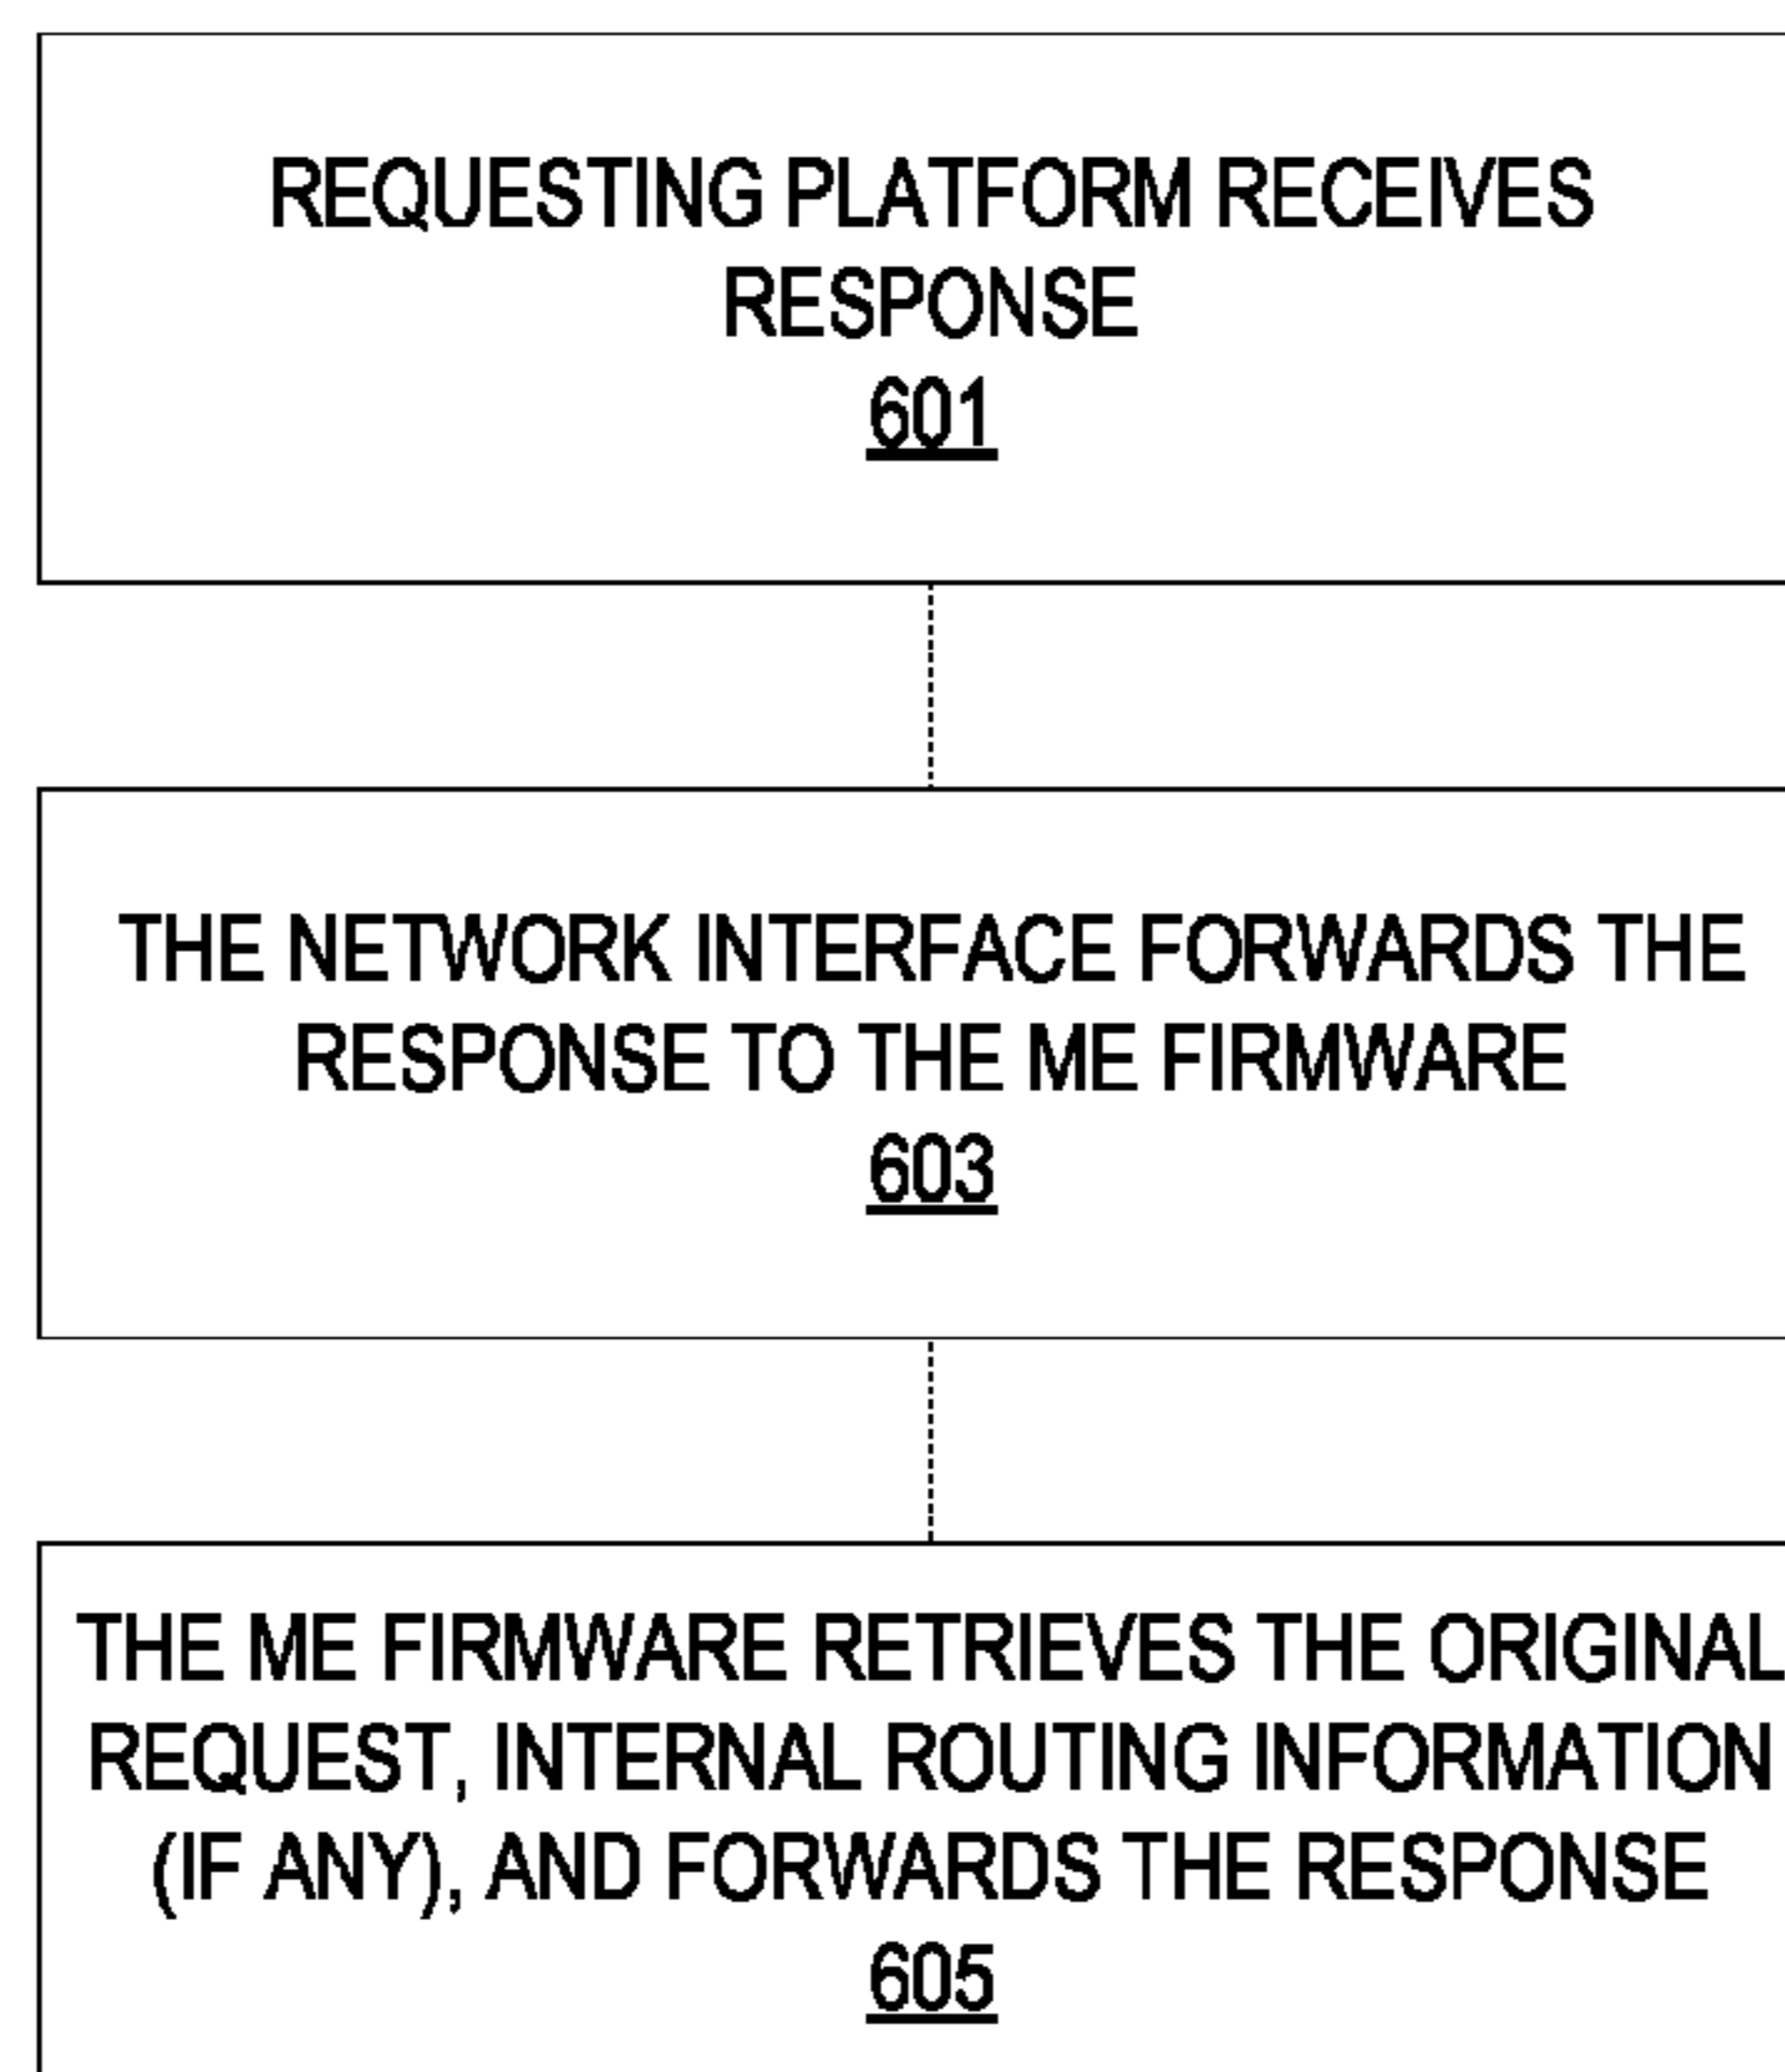 REQUESTING PLATFORM RECEIVES
RESPONSE
601
THE NETWORK INTERFACE FORWARDS THE
RESPONSE TO THE ME FIRMWARE
603
THE ME FIRMWARE RETRIEVES THE ORIGINAL
REQUEST, INTERNAL ROUTING INFORMATION
(IF ANY), AND FORWARDS THE RESPONSE
605